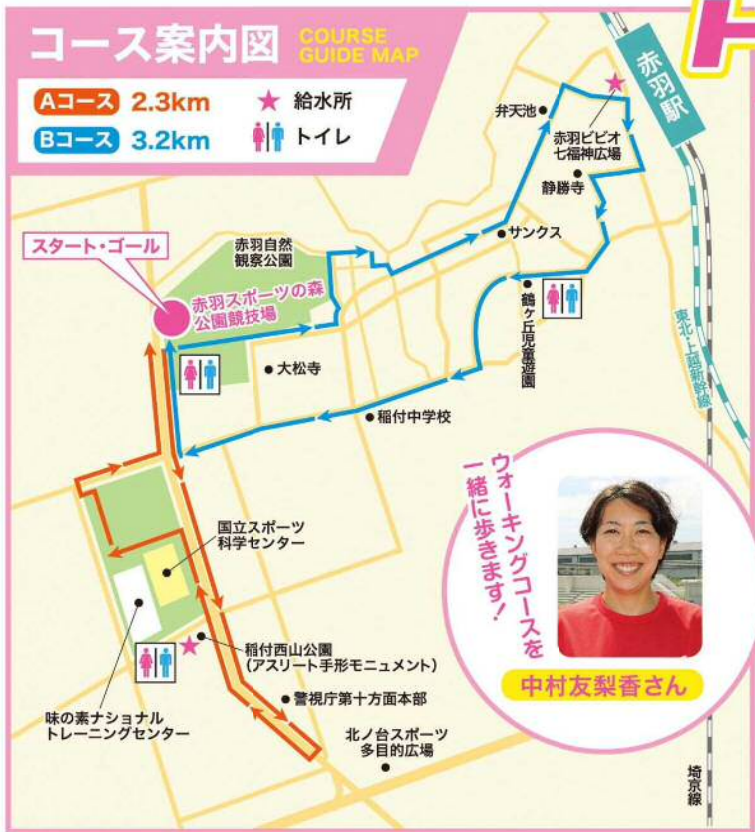 コース案内図
COURSE
GUIDE MAP
Aコース 2.3km
★ 給水所
Bコース 3.2km
トイレ
赤羽駅
弁天池
赤羽ビビオ
七福神広場
静勝寺
サンクス
スタート・ゴール
赤羽自然
観察公園
赤羽スポーツの森
公園競技場
鶴ヶ丘児童遊園
東北・上越新幹線
大松寺
稲付中学校
国立スポーツ
科学センター
稲付西山公園
(アスリート手形モニュメント)
警視庁第十方面本部
味の素ナショナル
トレーニングセンター
北ノ台スポーツ
多目的広場
埼京線
ウォーキングコースを
一緒に歩きます!
中村友梨香さん